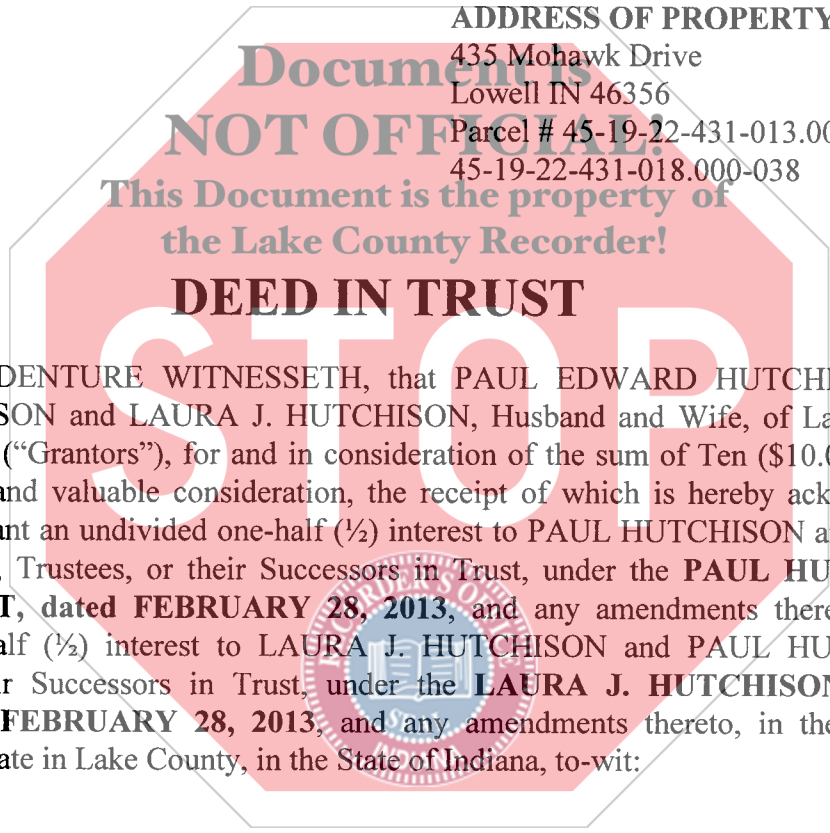 ADDRESS OF PROPERTY
435 Mohawk Drive
Document is
Lowell IN 46356
NOT OFFICIAL!
Parcel # 45-19-22-431-013.00
45-19-22-431-018.000-038
This Document is the property of
the Lake County Recorder!
DEED IN TRUST
STOP
DENTURE WITNESSETH, that PAUL EDWARD HUTCHI
SON and LAURA J. HUTCHISON, Husband and Wife, of La
(“Grantors”), for and in consideration of the sum of Ten ($10.0
and valuable consideration, the receipt of which is hereby ack
ant an undivided one-half (½) interest to PAUL HUTCHISON a
, Trustees, or their Successors in Trust, under the PAUL HU
T, dated FEBRUARY 28, 2013, and any amendments there
alf (½) interest to LAURA J. HUTCHISON and PAUL HU
r Successors in Trust, under the LAURA J. HUTCHISON
FEBRUARY 28, 2013, and any amendments thereto, in the
ate in Lake County, in the State of Indiana, to-wit:
INDIANA